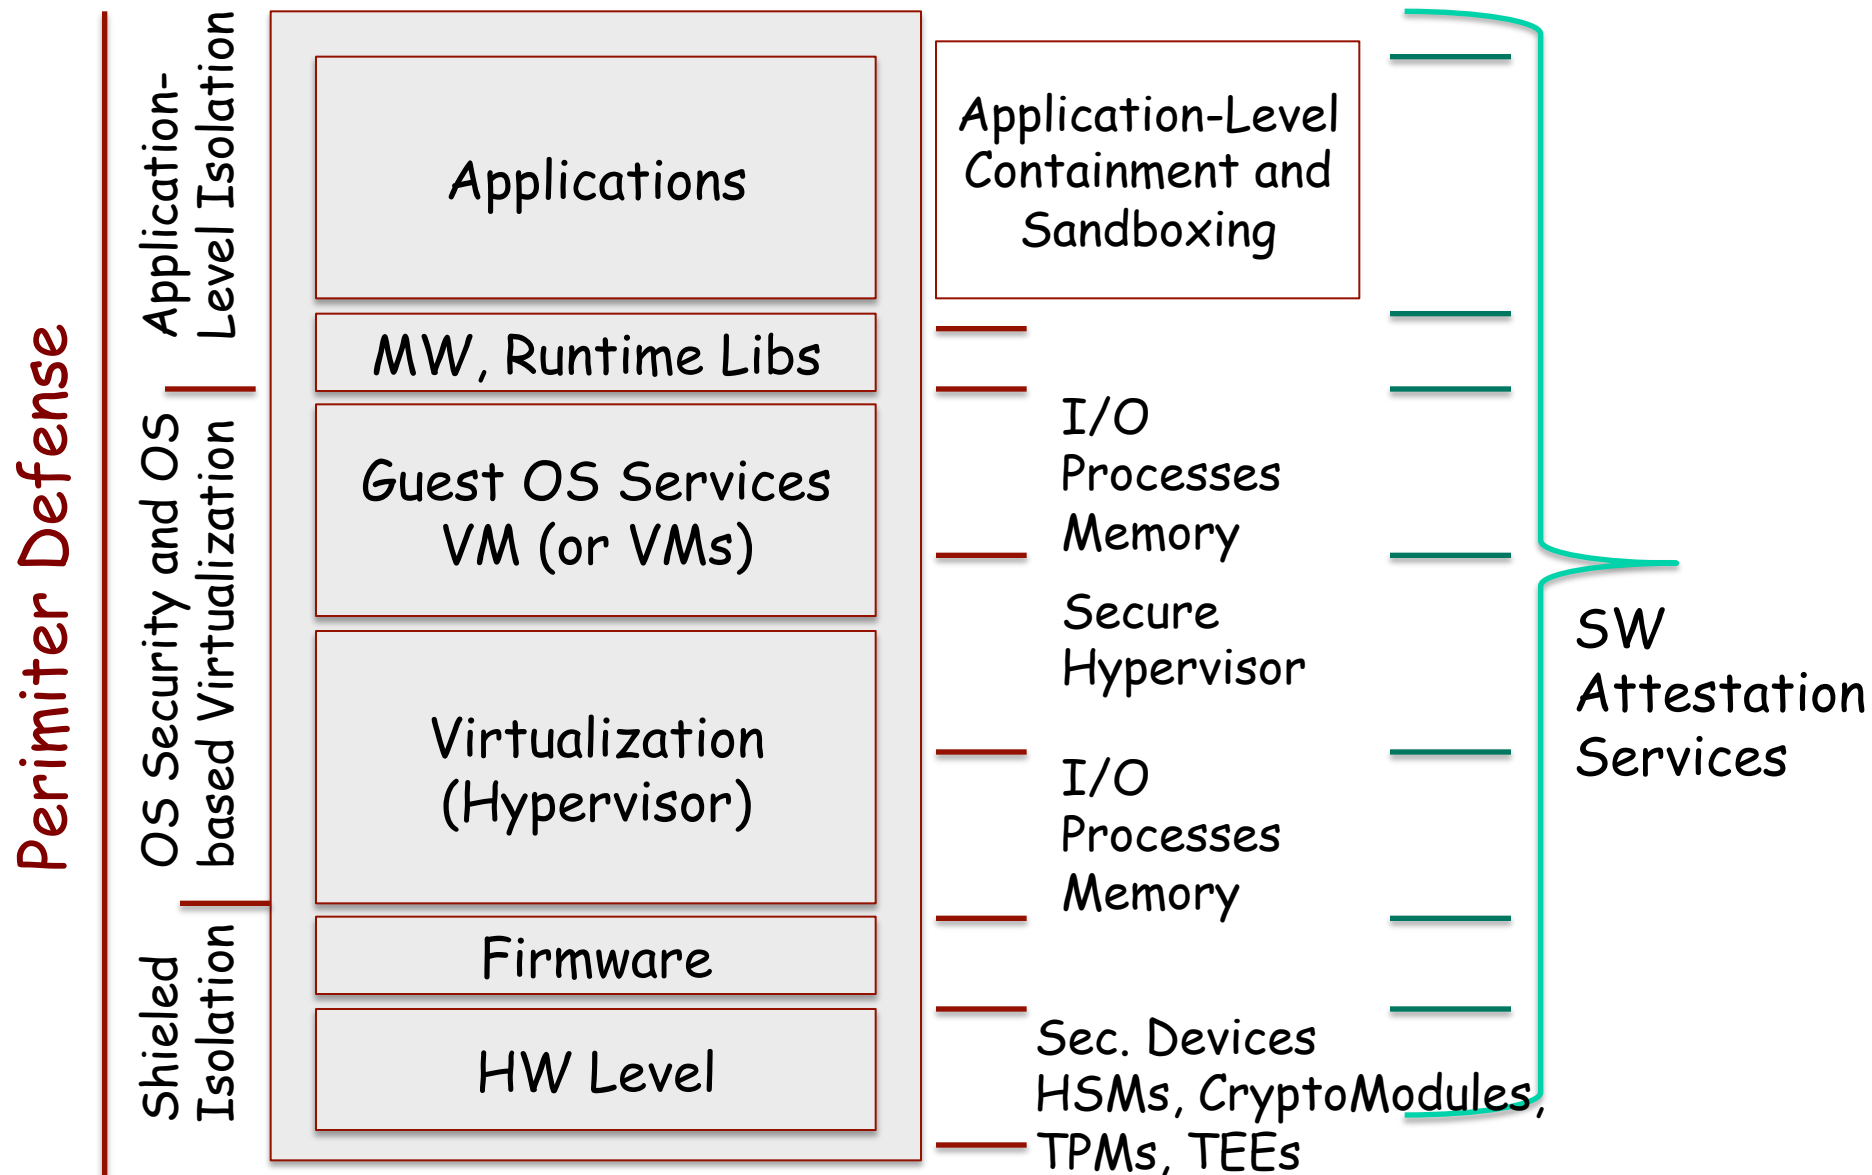 Perimiter Defense
Application-
Level Isolation
OS Security and OS
based Virtualization
Shieled
Isolation
Applications
MW, Runtime Libs
Guest OS Services
VM (or VMs)
Virtualization
(Hypervisor)
Firmware
HW Level
Application-Level
Containment and
Sandboxing
I/O
Processes
Memory
Secure
Hypervisor
I/O
Processes
Memory
Sec. Devices
HSMs, CryptoModules,
TPMs, TEEs
SW
Attestation
Services